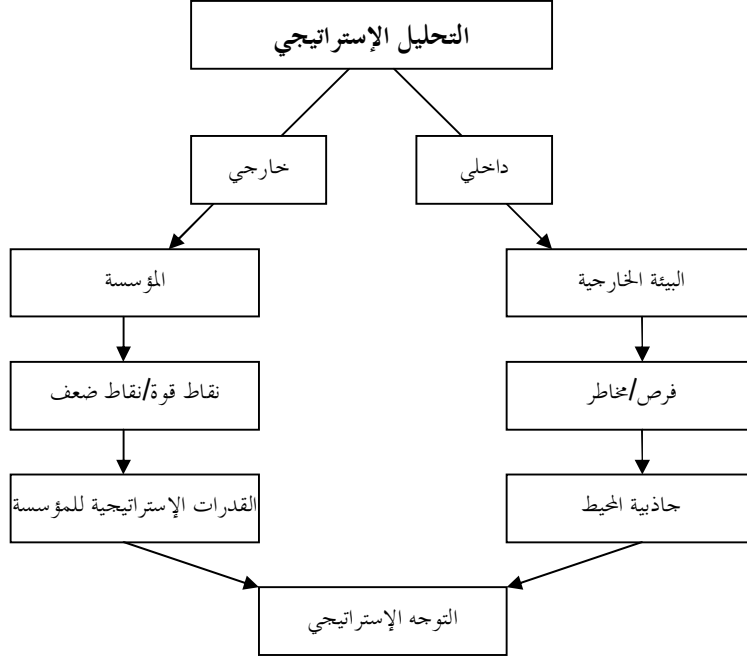 التحليل الإستراتيجي
داخلي
خارجي
البيئة الخارجية
المؤسسة
فرص/مخاطر
نقاط قوة/نقاط ضعف
جاذبية المحيط
القدرات الإستراتيجية للمؤسسة
التوجه الإستراتيجي